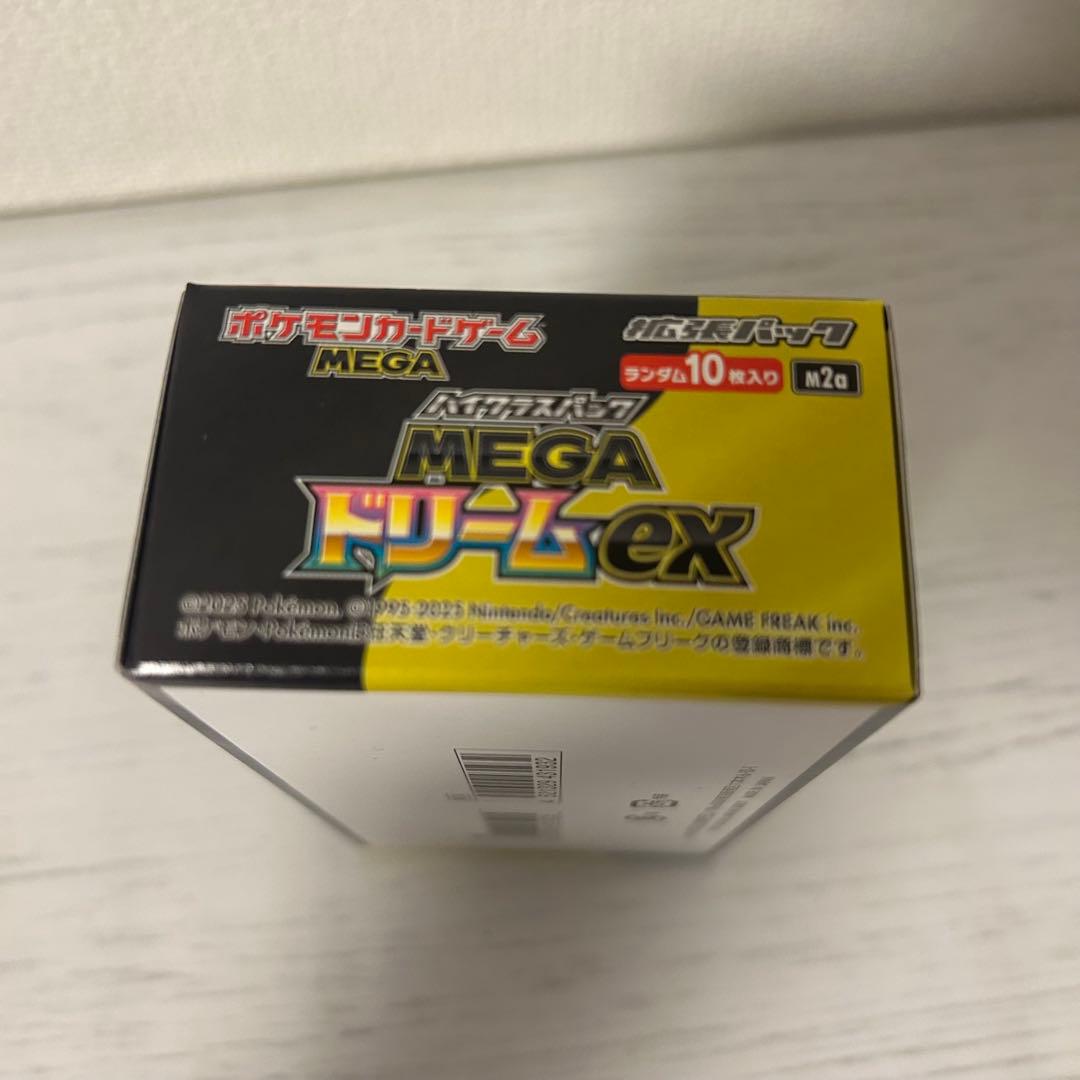 ポケモンカードゲーム
MEGA
拡張パック
ランダム10枚入り
M2a
ハイクラスパック
MEGA
ドリームex
©2025 Pokémon. ©1995-2025 Nintendo/Creatures Inc./GAME FREAK inc.
ポケモン・Pokémonは任天堂・クリーチャーズ・ゲームフリークの登録商標です。